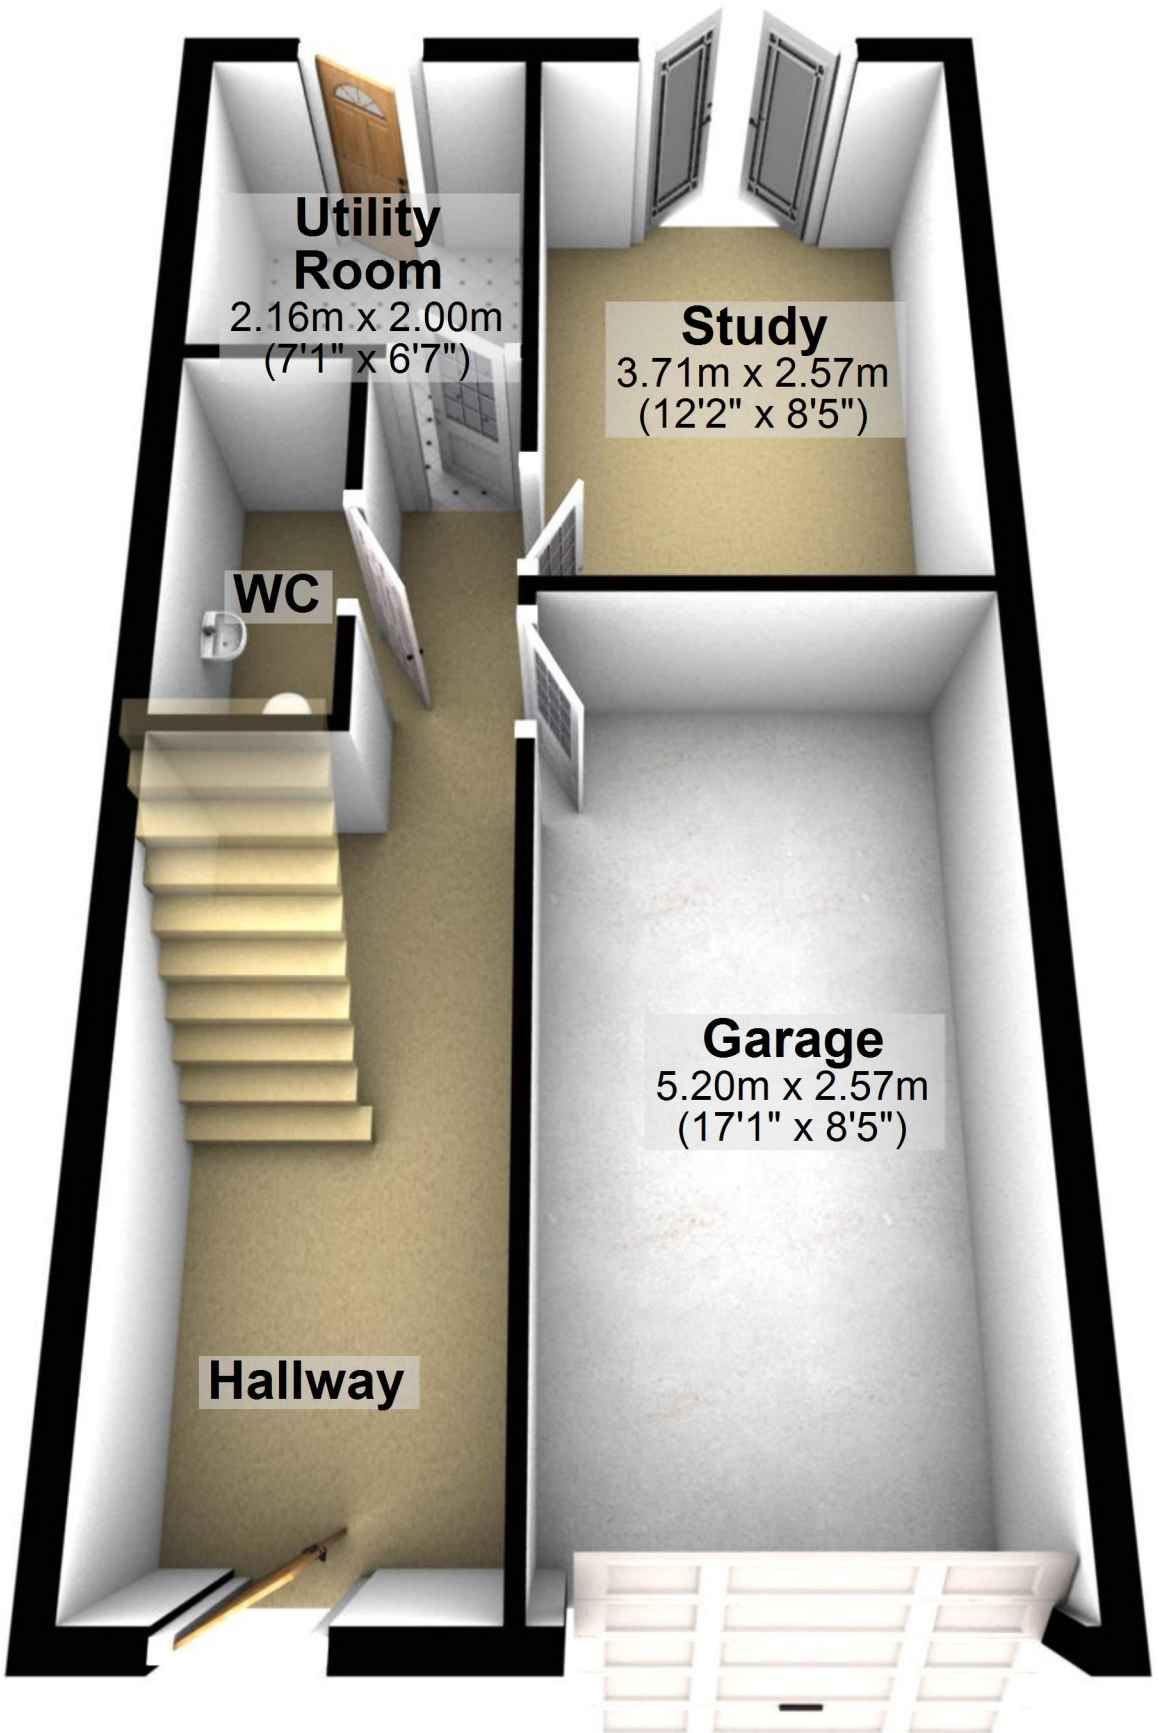 Utility
Room
2.16m x 2.00m
(7'1" x 6'7")
Study
3.71m x 2.57m
(12'2" x 8'5")
WC
Garage
5.20m x 2.57m
(17'1" x 8'5")
Hallway